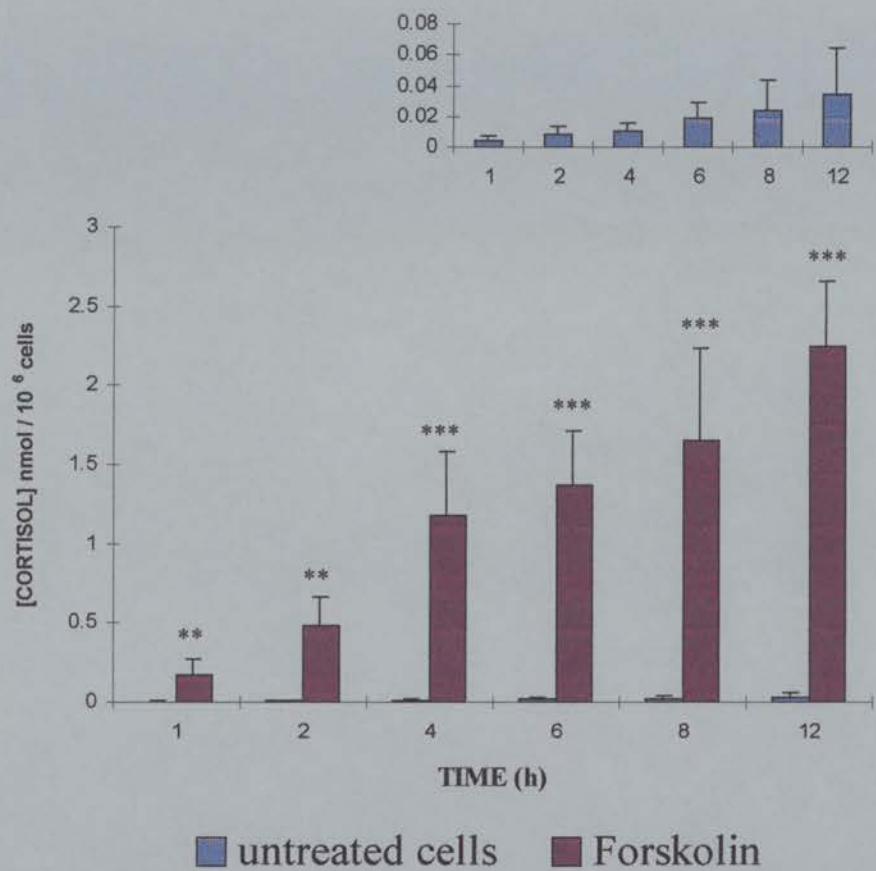 0.08
0.06
0.04
0.02
0
1 2 4 6 8 12
3
2.5
2
1.5
1
0.5
0
[CORTISOL] nmol / 10 ⁶ cells
** ** *** *** *** ***
1 2 4 6 8 12
TIME (h)
untreated cells Forskolin